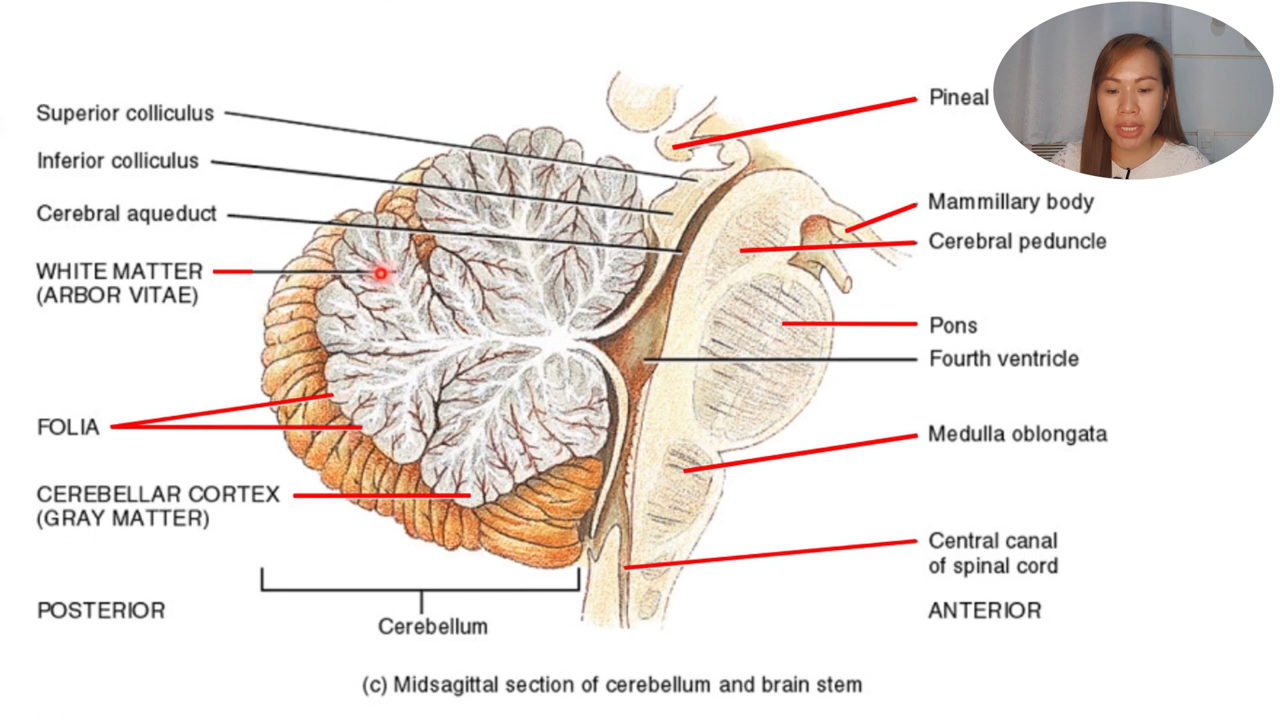 Superior colliculus
Inferior colliculus
Cerebral aqueduct
WHITE MATTER
(ARBOR VITAE)
FOLIA
CEREBELLAR CORTEX
(GRAY MATTER)
POSTERIOR
Cerebellum
Pineal
Mammillary body
Cerebral peduncle
Pons
Fourth ventricle
Medulla oblongata
Central canal
of spinal cord
ANTERIOR
(c) Midsagittal section of cerebellum and brain stem